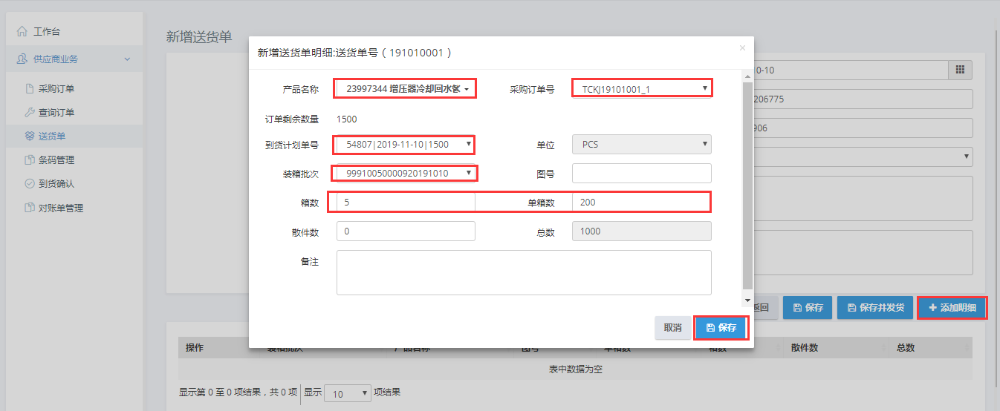 工作台
供应商业务
采购订单
查询订单
送货单
条码管理
到货确认
对账单管理
新增送货单
0-10
206775
906
新增送货单明细:送货单号（191010001）
×
产品名称 23997344 增压器冷却回水 采购订单号 TCKJ19101001_1
订单剩余数量 1500
到货计划单号 54807|2019-11-10|1500 单位 PCS
装箱批次 99910050000920191010 图号
箱数 5 单箱数 200
散件数 0 总数 1000
备注
取消 保存
返回 保存 保存并发货 添加明细
操作 装箱批次 产品名称 图号 单箱数 箱数 散件数 总数
表中数据为空
显示第 0 至 0 项结果，共 0 项 显示 10 项结果